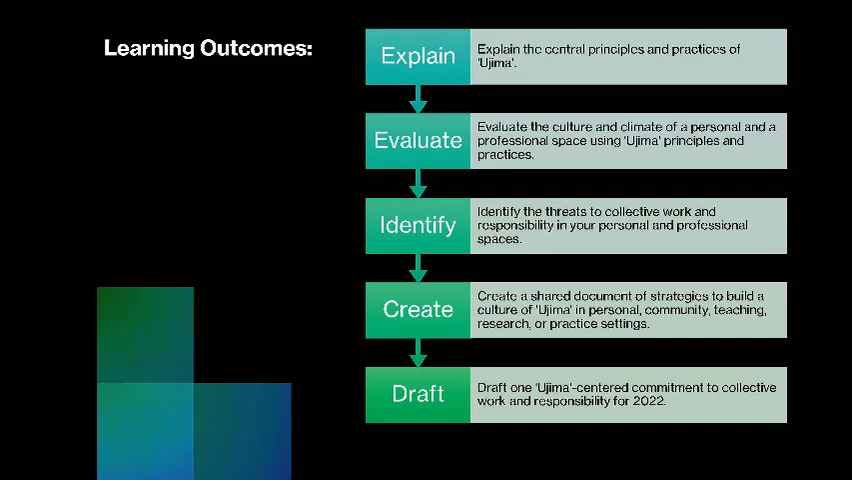 Learning Outcomes:
Explain
Explain the central principles and practices of
'Ujima'.
Evaluate
Evaluate the culture and climate of a personal and a
professional space using 'Ujima' principles and
practices.
Identify
Identify the threats to collective work and
responsibility in your personal and professional
spaces.
Create
Create a shared document of strategies to build a
culture of 'Ujima' in personal, community, teaching,
research, or practice settings.
Draft
Draft one 'Ujima'-centered commitment to collective
work and responsibility for 2022.